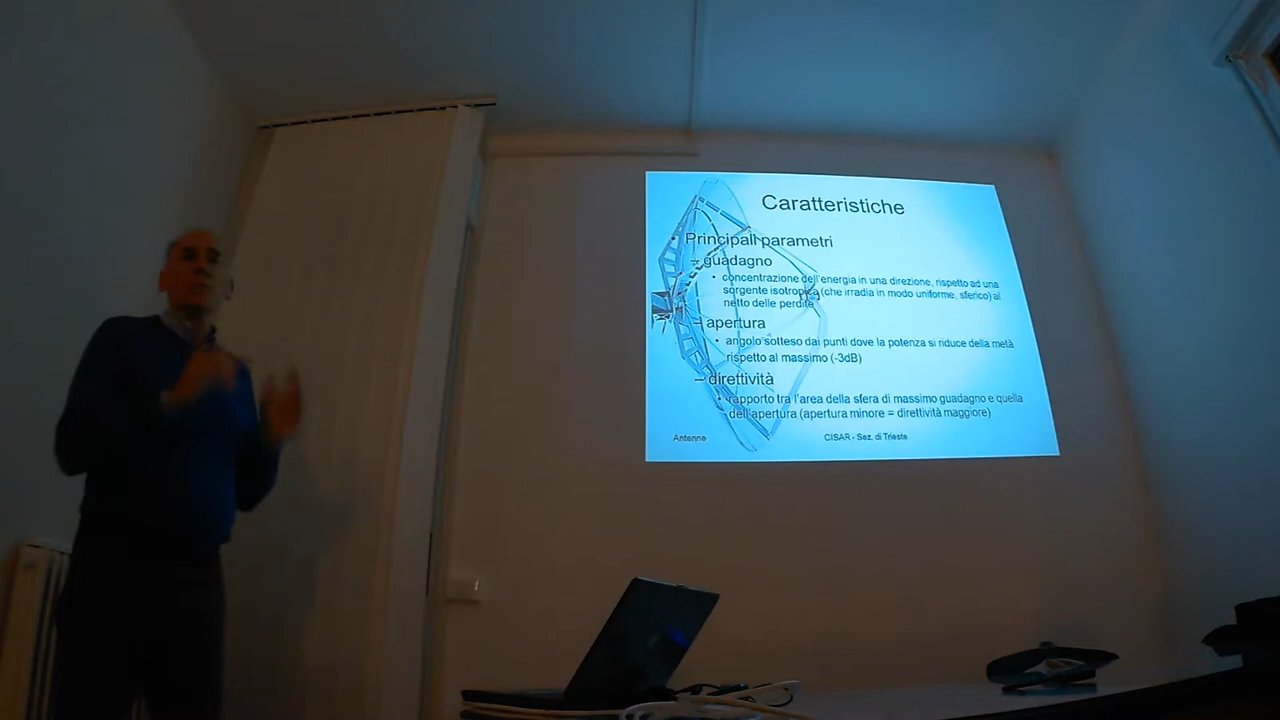 Caratteristiche
• Principali parametri
– guadagno
• concentrazione dell'energia in una direzione, rispetto ad una
sorgente isotropica (che irradia in modo uniforme, sferico) al
netto delle perdite
– apertura
• angolo sotteso dai punti dove la potenza si riduce della metà
rispetto al massimo (-3dB)
– direttività
• rapporto tra l'area della sfera di massimo guadagno e quella
dell'apertura (apertura minore = direttività maggiore)
Antenne CISAR - Sez. di Trieste